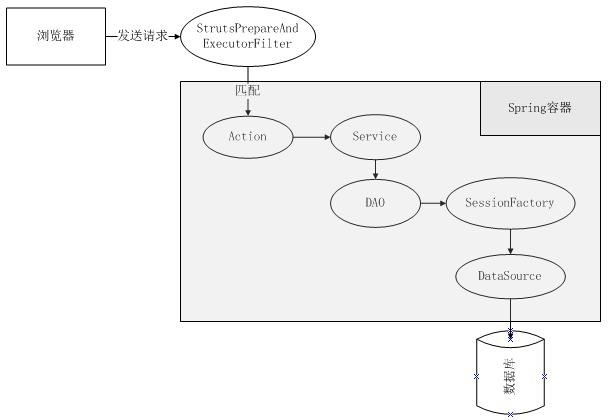 浏览器
发送请求
StrutsPrepareAnd
ExecutorFilter
匹配
Spring容器
Action
Service
DAO
SessionFactory
DataSource
数据库